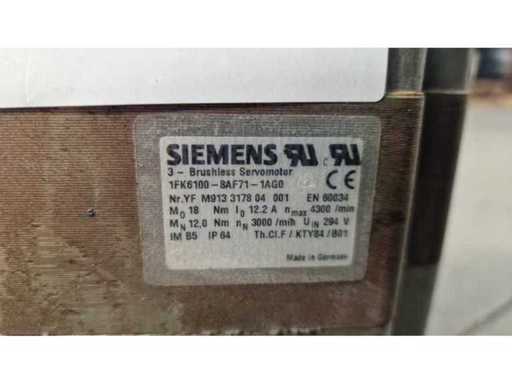 SIEMENS
3 - Brushless Servomotor
1FK6100-8AF71-1AG0
Nr.YF M913 3178 04 001 EN 60034
M0 18 Nm I0 12.2 A nmax 4300 /min
MN 12,0 Nm nN 3000 /min UIN 294 V
IM B5 IP 64 Th.Cl.F / KTY84 / B01
Made in Germany